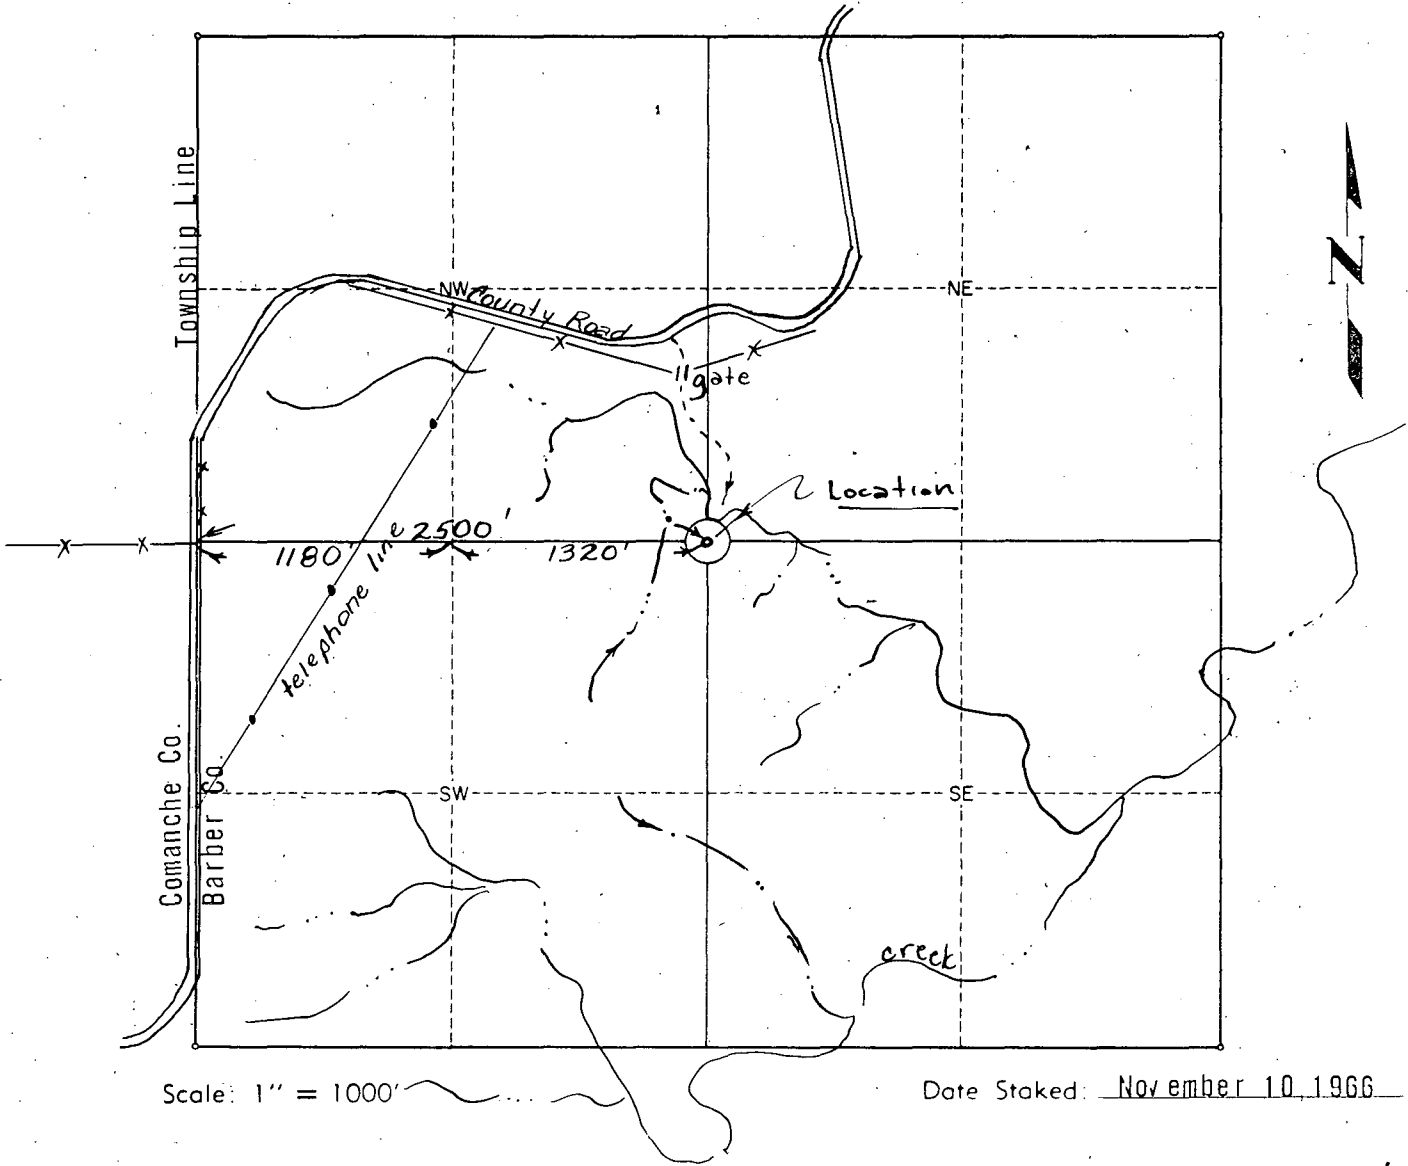 Township Line
N
NW
County Road
NE
gate
Location
2500'
1180'
1320'
telephone line
Comanche Co.
Barber Co.
SW
SE
creek
Scale: 1" = 1000'
Date Staked: November 10, 1966